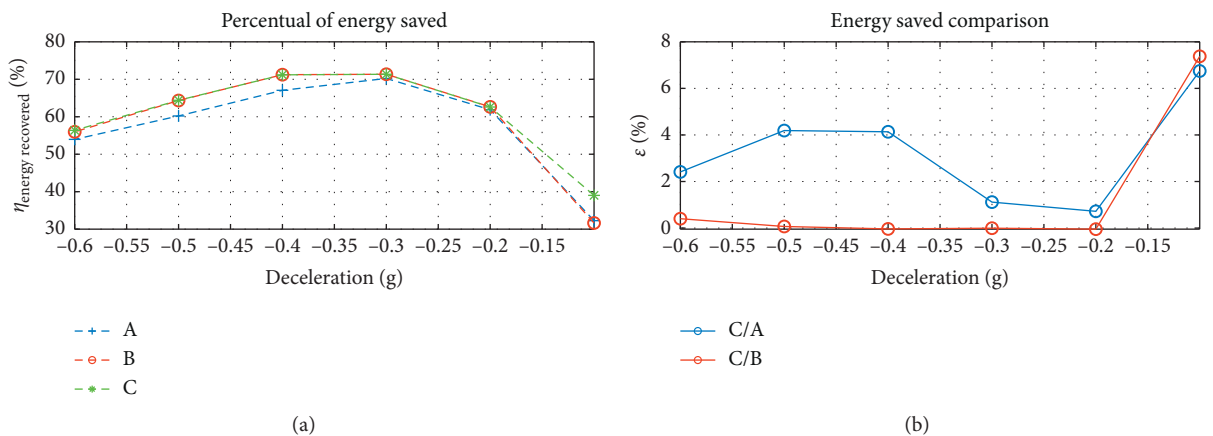 Percentual of energy saved
80
70
60
50
40
30
η energy recovered (%)
−0.6 −0.55 −0.5 −0.45 −0.4 −0.35 −0.3 −0.25 −0.2 −0.15
Deceleration (g)
A
B
C
(a)
Energy saved comparison
8
6
4
2
0
ε (%)
−0.6 −0.55 −0.5 −0.45 −0.4 −0.35 −0.3 −0.25 −0.2 −0.15
Deceleration (g)
C/A
C/B
(b)